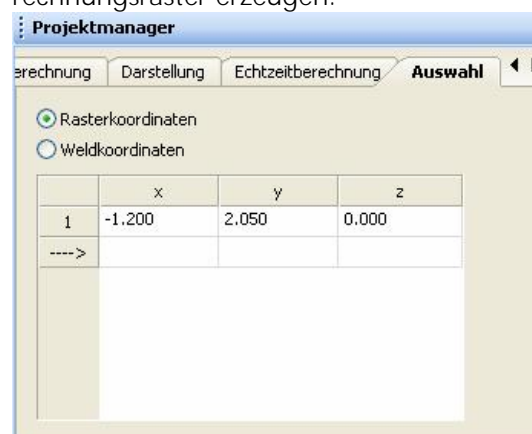 rechnungsraster erzeugen.
Projektmanager
erechnung Darstellung Echtzeitberechnung Auswahl
Rasterkoordinaten
Weldkoordinaten
x y z
1 -1.200 2.050 0.000
---->